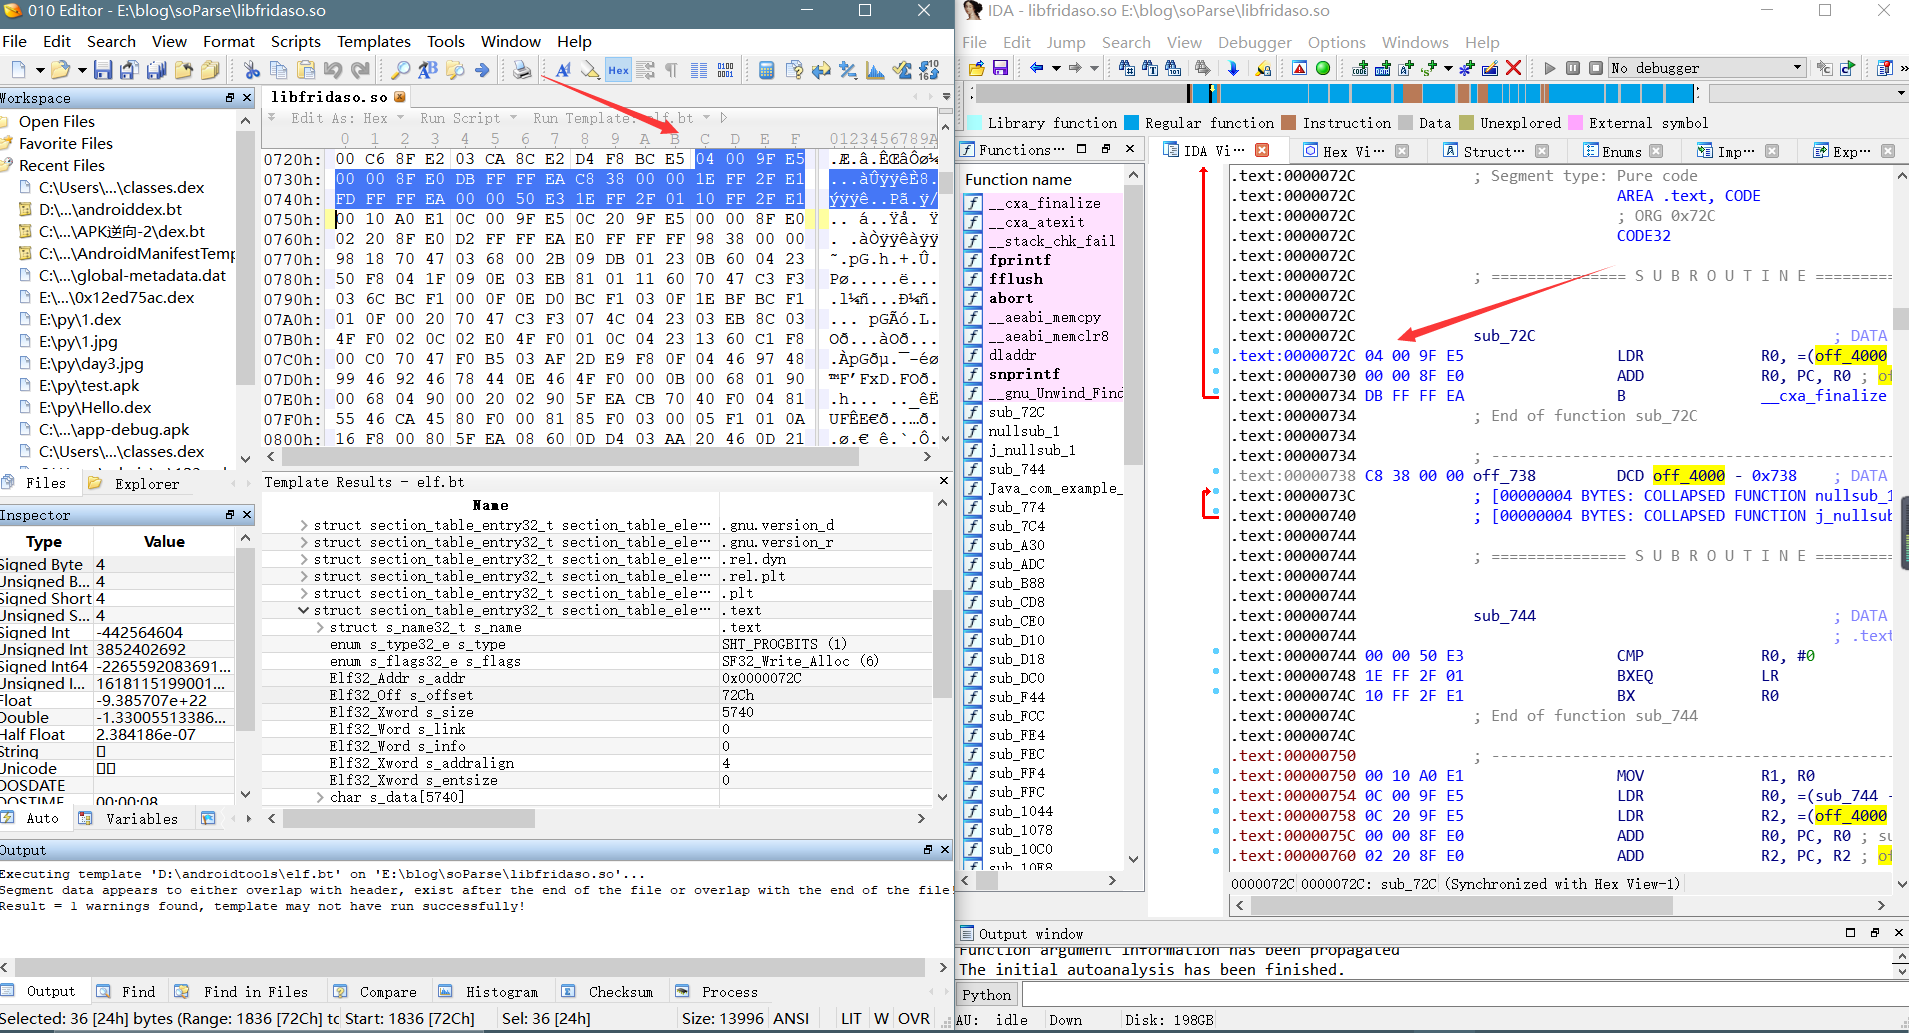 010 Editor - E:\blog\soParse\libfridaso.so
File Edit Search View Format Scripts Templates Tools Window Help
Workspace
Open Files
Favorite Files
Recent Files
C:\Users\...\classes.dex
D:\...\androiddex.bt
C:\...\APK逆向-2\dex.bt
C:\...\AndroidManifestTemp
C:\...\global-metadata.dat
E:\...\0x12ed75ac.dex
E:\py\1.dex
E:\py\1.jpg
E:\py\day3.jpg
E:\py\test.apk
E:\py\Hello.dex
C:\...\app-debug.apk
C:\Users\...\classes.dex
Files Explorer
Inspector
Type Value
Signed Byte 4
Unsigned B... 4
Signed Short 4
Unsigned S... 4
Signed Int -442564604
Unsigned Int 3852402692
Signed Int64 -2265592083691...
Unsigned I... 1618115199001...
Float -9.385707e+22
Double -1.33005513386...
Half Float 2.384186e-07
String
Unicode
DOSDATE
DOSTIME 00:00:08
Auto Variables
libfridaso.so
Edit As: Hex Run Script Run Template: elf.bt
0 1 2 3 4 5 6 7 8 9 A B C D E F 0123456789A
0720h: 00 C6 8F E2 03 CA 8C E2 D4 F8 BC E5 04 00 9F E5 .Æ.â.ÊŒâÔø¼
0730h: 00 00 8F E0 DB FF FF EA C8 38 00 00 1E FF 2F E1 ...àÛÿÿêÈ8.
0740h: FD FF FF EA 00 00 50 E3 1E FF 2F 01 10 FF 2F E1 ýÿÿê..Pã.ÿ/
0750h: 00 10 A0 E1 0C 00 9F E5 0C 20 9F E5 00 00 8F E0 .. á..Ÿå. Ÿ
0760h: 02 20 8F E0 D2 FF FF EA E0 FF FF FF 98 38 00 00 . .àÒÿÿêàÿÿ
0770h: 98 18 70 47 03 68 00 2B 09 DB 01 23 0B 60 04 23 ˜.pG.h.+.Û.
0780h: 50 F8 04 1F 09 0E 03 EB 81 01 11 60 70 47 C3 F3 Pø.....ë...
0790h: 03 6C BC F1 00 0F 0E D0 BC F1 03 0F 1E BF BC F1 .l¼ñ...Ð¼ñ.
07A0h: 01 0F 00 20 70 47 C3 F3 07 4C 04 23 03 EB 8C 03 ... pGÃó.L.
07B0h: 4F F0 02 0C 02 E0 4F F0 01 0C 04 23 13 60 C1 F8 Oð...àOð...
07C0h: 00 C0 70 47 F0 B5 03 AF 2D E9 F8 0F 04 46 97 48 .ÀpGðµ.¯-éø
07D0h: 99 46 92 46 78 44 0E 46 4F F0 00 0B 00 68 01 90 ™F’FxD.FOð.
07E0h: 00 68 04 90 00 20 02 90 5F EA CB 70 40 F0 04 81 .h... ..._êË
07F0h: 55 46 CA 45 80 F0 00 81 85 F0 03 00 05 F1 01 0A UFÊE€ð..…ð.
0800h: 16 F8 00 80 5F EA 08 60 0D D4 03 AA 20 46 0D 21 .ø.€_ê.`.Ô.
Template Results - elf.bt
Name
struct section_table_entry32_t section_table_ele... .gnu.version_d
struct section_table_entry32_t section_table_ele... .gnu.version_r
struct section_table_entry32_t section_table_ele... .rel.dyn
struct section_table_entry32_t section_table_ele... .rel.plt
struct section_table_entry32_t section_table_ele... .plt
struct section_table_entry32_t section_table_ele... .text
struct s_name32_t s_name .text
enum s_type32_e s_type SHT_PROGBITS (1)
enum s_flags32_e s_flags SF32_Write_Alloc (6)
Elf32_Addr s_addr 0x0000072C
Elf32_Off s_offset 72Ch
Elf32_Xword s_size 5740
Elf32_Word s_link 0
Elf32_Word s_info 0
Elf32_Xword s_addralign 4
Elf32_Xword s_entsize 0
char s_data[5740]
Output
Executing template 'D:\androidtools\elf.bt' on 'E:\blog\soParse\libfridaso.so'...
Segment data appears to either overlap with header, exist after the end of the file or overlap with the end of the file!
Result = 1 warnings found, template may not have run successfully!
Output Find Find in Files Compare Histogram Checksum Process
Selected: 36 [24h] bytes (Range: 1836 [72Ch] to Start: 1836 [72Ch] Sel: 36 [24h] Size: 13996 ANSI LIT W OVR
IDA - libfridaso.so E:\blog\soParse\libfridaso.so
File Edit Jump Search View Debugger Options Windows Help
No debugger
Library function Regular function Instruction Data Unexplored External symbol
Functions...
Function name
__cxa_finalize
__cxa_atexit
__stack_chk_fail
fprintf
fflush
abort
__aeabi_memcpy
__aeabi_memclr8
dladdr
snprintf
__gnu_Unwind_Find
sub_72C
nullsub_1
j_nullsub_1
sub_744
Java_com_example_
sub_774
sub_7C4
sub_A30
sub_ADC
sub_B88
sub_CD8
sub_CE0
sub_D10
sub_D18
sub_DC0
sub_F44
sub_FCC
sub_FE4
sub_FEC
sub_FF4
sub_FFC
sub_1044
sub_1078
sub_10C0
sub_10E8
IDA Vi... Hex Vi... Struct... Enums Imp... Exp...
.text:0000072C ; Segment type: Pure code
.text:0000072C AREA .text, CODE
.text:0000072C ; ORG 0x72C
.text:0000072C CODE32
.text:0000072C
.text:0000072C ; =============== S U B R O U T I N E =========
.text:0000072C
.text:0000072C
.text:0000072C sub_72C ; DATA
.text:0000072C 04 00 9F E5 LDR R0, =(off_4000
.text:00000730 00 00 8F E0 ADD R0, PC, R0 ; of
.text:00000734 DB FF FF EA B __cxa_finalize
.text:00000734 ; End of function sub_72C
.text:00000734
.text:00000734 ; ---------------------------------------------
.text:00000738 C8 38 00 00 off_738 DCD off_4000 - 0x738 ; DATA
.text:0000073C ; [00000004 BYTES: COLLAPSED FUNCTION nullsub_1
.text:00000740 ; [00000004 BYTES: COLLAPSED FUNCTION j_nullsub
.text:00000744
.text:00000744 ; =============== S U B R O U T I N E =========
.text:00000744
.text:00000744
.text:00000744 sub_744 ; DATA
.text:00000744 ; .text
.text:00000744 00 00 50 E3 CMP R0, #0
.text:00000748 1E FF 2F 01 BXEQ LR
.text:0000074C 10 FF 2F E1 BX R0
.text:0000074C ; End of function sub_744
.text:0000074C
.text:00000750 ; ---------------------------------------------
.text:00000750 00 10 A0 E1 MOV R1, R0
.text:00000754 0C 00 9F E5 LDR R0, =(sub_744 -
.text:00000758 0C 20 9F E5 LDR R2, =(off_4000
.text:0000075C 00 00 8F E0 ADD R0, PC, R0 ; su
.text:00000760 02 20 8F E0 ADD R2, PC, R2 ; of
0000072C 0000072C: sub_72C (Synchronized with Hex View-1)
Output window
Function argument information has been propagated
The initial autoanalysis has been finished.
Python
AU: idle Down Disk: 198GB